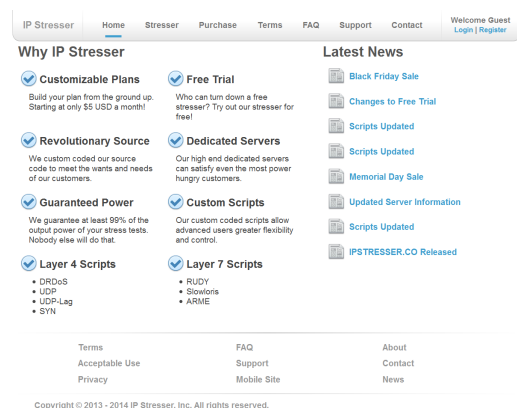 IP Stresser
Home
Stresser
Purchase
Terms
FAQ
Support
Contact
Welcome Guest
Login | Register
Why IP Stresser
Customizable Plans
Build your plan from the ground up.
Starting at only $5 USD a month!
Free Trial
Who can turn down a free
stresser? Try out our stresser for
free!
Revolutionary Source
We custom coded our source
code to meet the wants and needs
of our customers.
Dedicated Servers
Our high end dedicated servers
can satisfy even the most power
hungry customers.
Guaranteed Power
We guarantee at least 99% of the
output power of your stress tests.
Nobody else will do that.
Custom Scripts
Our custom coded scripts allow
advanced users greater flexibility
and control.
Layer 4 Scripts
• DRDoS
• UDP
• UDP-Lag
• SYN
Layer 7 Scripts
• RUDY
• Slowloris
• ARME
Latest News
Black Friday Sale
Changes to Free Trial
Scripts Updated
Scripts Updated
Memorial Day Sale
Updated Server Information
Scripts Updated
IPSTRESSER.CO Released
Terms
FAQ
About
Acceptable Use
Support
Contact
Privacy
Mobile Site
News
Copyright © 2013 - 2014 IP Stresser, Inc. All rights reserved.